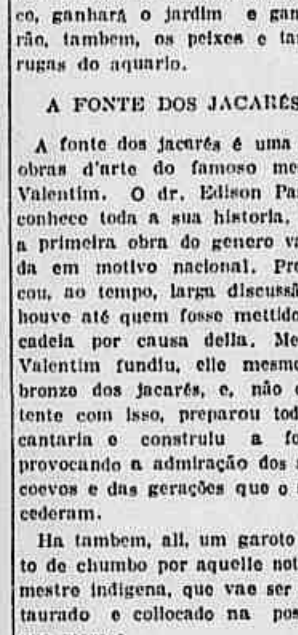 co, ganhará o jardim e gan
rão, tambem, os peixes e tar
rugas do aquario.
A FONTE DOS JACARÉS
A fonte dos jacarés é uma
obras d'arte do famoso me
Valentim. O dr. Edison Pa
conhece toda a sua historia.
a primeira obra do genero va
da em motivo nacional. Pro
cou, ao tempo, larga discussã
houve até quem fosse mettido
cadeia por causa della. Me
Valentim fundiu, elle mesmo
bronze dos jacarés, e, não
tente com isso, preparou tod
cantaria e construiu a fo
provocando a admiração dos
coevos e das gerações que o
cederam.
Ha tambem, ali, um garoto
to de chumbo por aquelle not
mestre indigena, que vae ser
taurado e collocado na pos